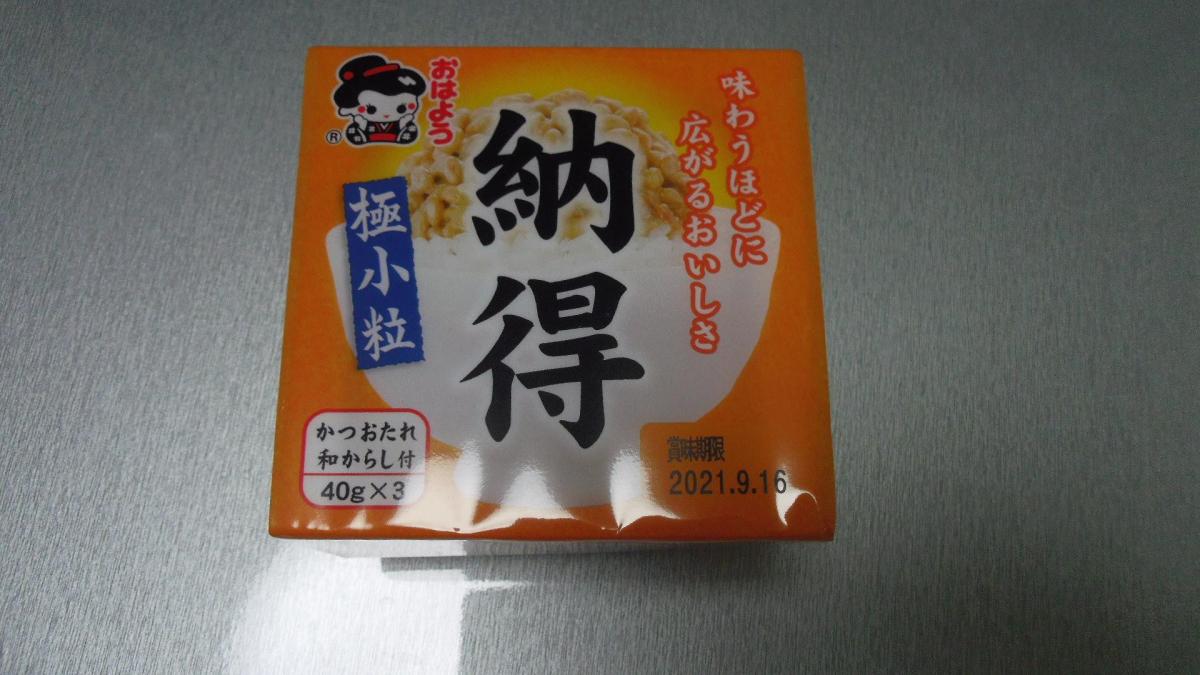 おはよう
®
納得
極小粒
味わうほどに
広がるおいしさ
かつおたれ
和からし付
40g×3
賞味期限
2021.9.16